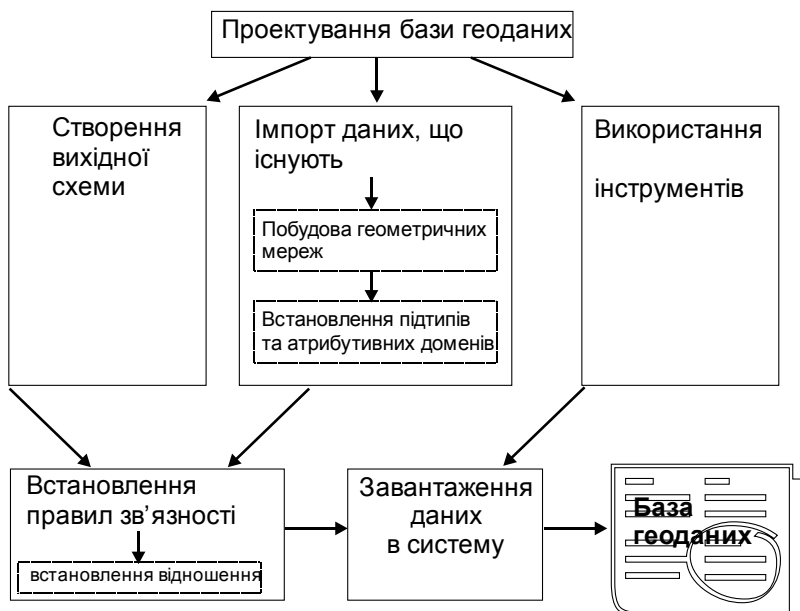 Проектування бази геоданих
Створення
вихідної
схеми
Імпорт даних, що
існують
Побудова геометричних
мереж
Встановлення підтипів
та атрибутивних доменів
Використання
інструментів
Встановлення
правил зв’язності
встановлення відношення
Завантаження
даних
в систему
База
геоданих